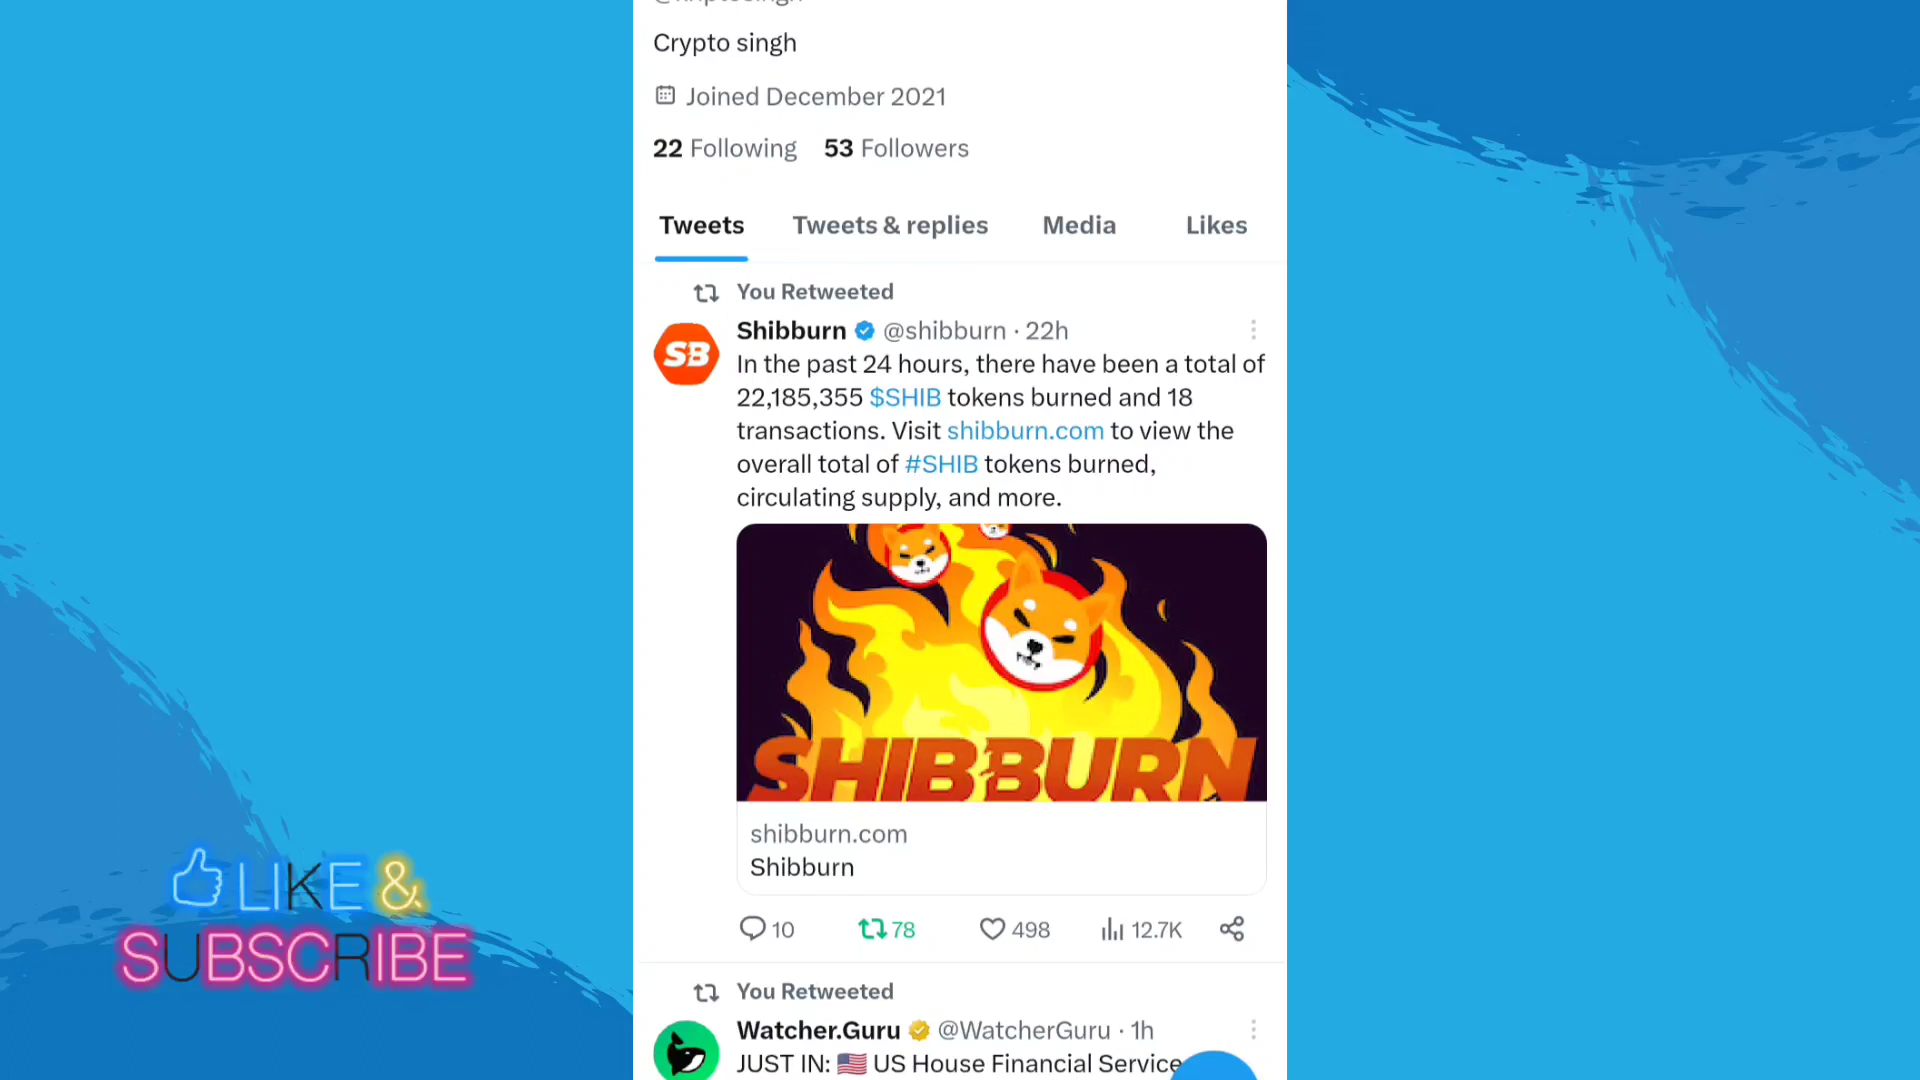 Crypto singh
Joined December 2021
22 Following 53 Followers
Tweets Tweets & replies Media Likes
You Retweeted
Shibburn @shibburn · 22h
SB
In the past 24 hours, there have been a total of
22,185,355 $SHIB tokens burned and 18
transactions. Visit shibburn.com to view the
overall total of #SHIB tokens burned,
circulating supply, and more.
SHIBBURN
shibburn.com
Shibburn
10 78 498 12.7K
You Retweeted
Watcher.Guru @WatcherGuru · 1h
JUST IN: 🇺🇸 US House Financial Service
LIKE &
SUBSCRIBE